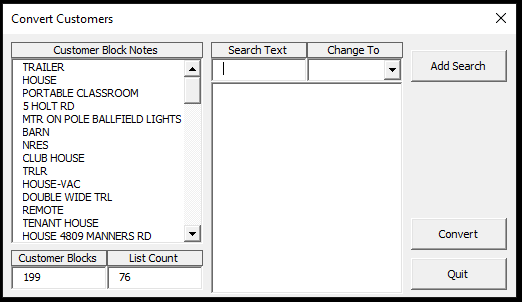 Convert Customers
Customer Block Notes
TRAILER
HOUSE
PORTABLE CLASSROOM
5 HOLT RD
MTR ON POLE BALLFIELD LIGHTS
BARN
NRES
CLUB HOUSE
TRLR
HOUSE-VAC
DOUBLE WIDE TRL
REMOTE
TENANT HOUSE
HOUSE 4809 MANNERS RD
Customer Blocks List Count
199 76
Search Text Change To
Add Search
Convert
Quit